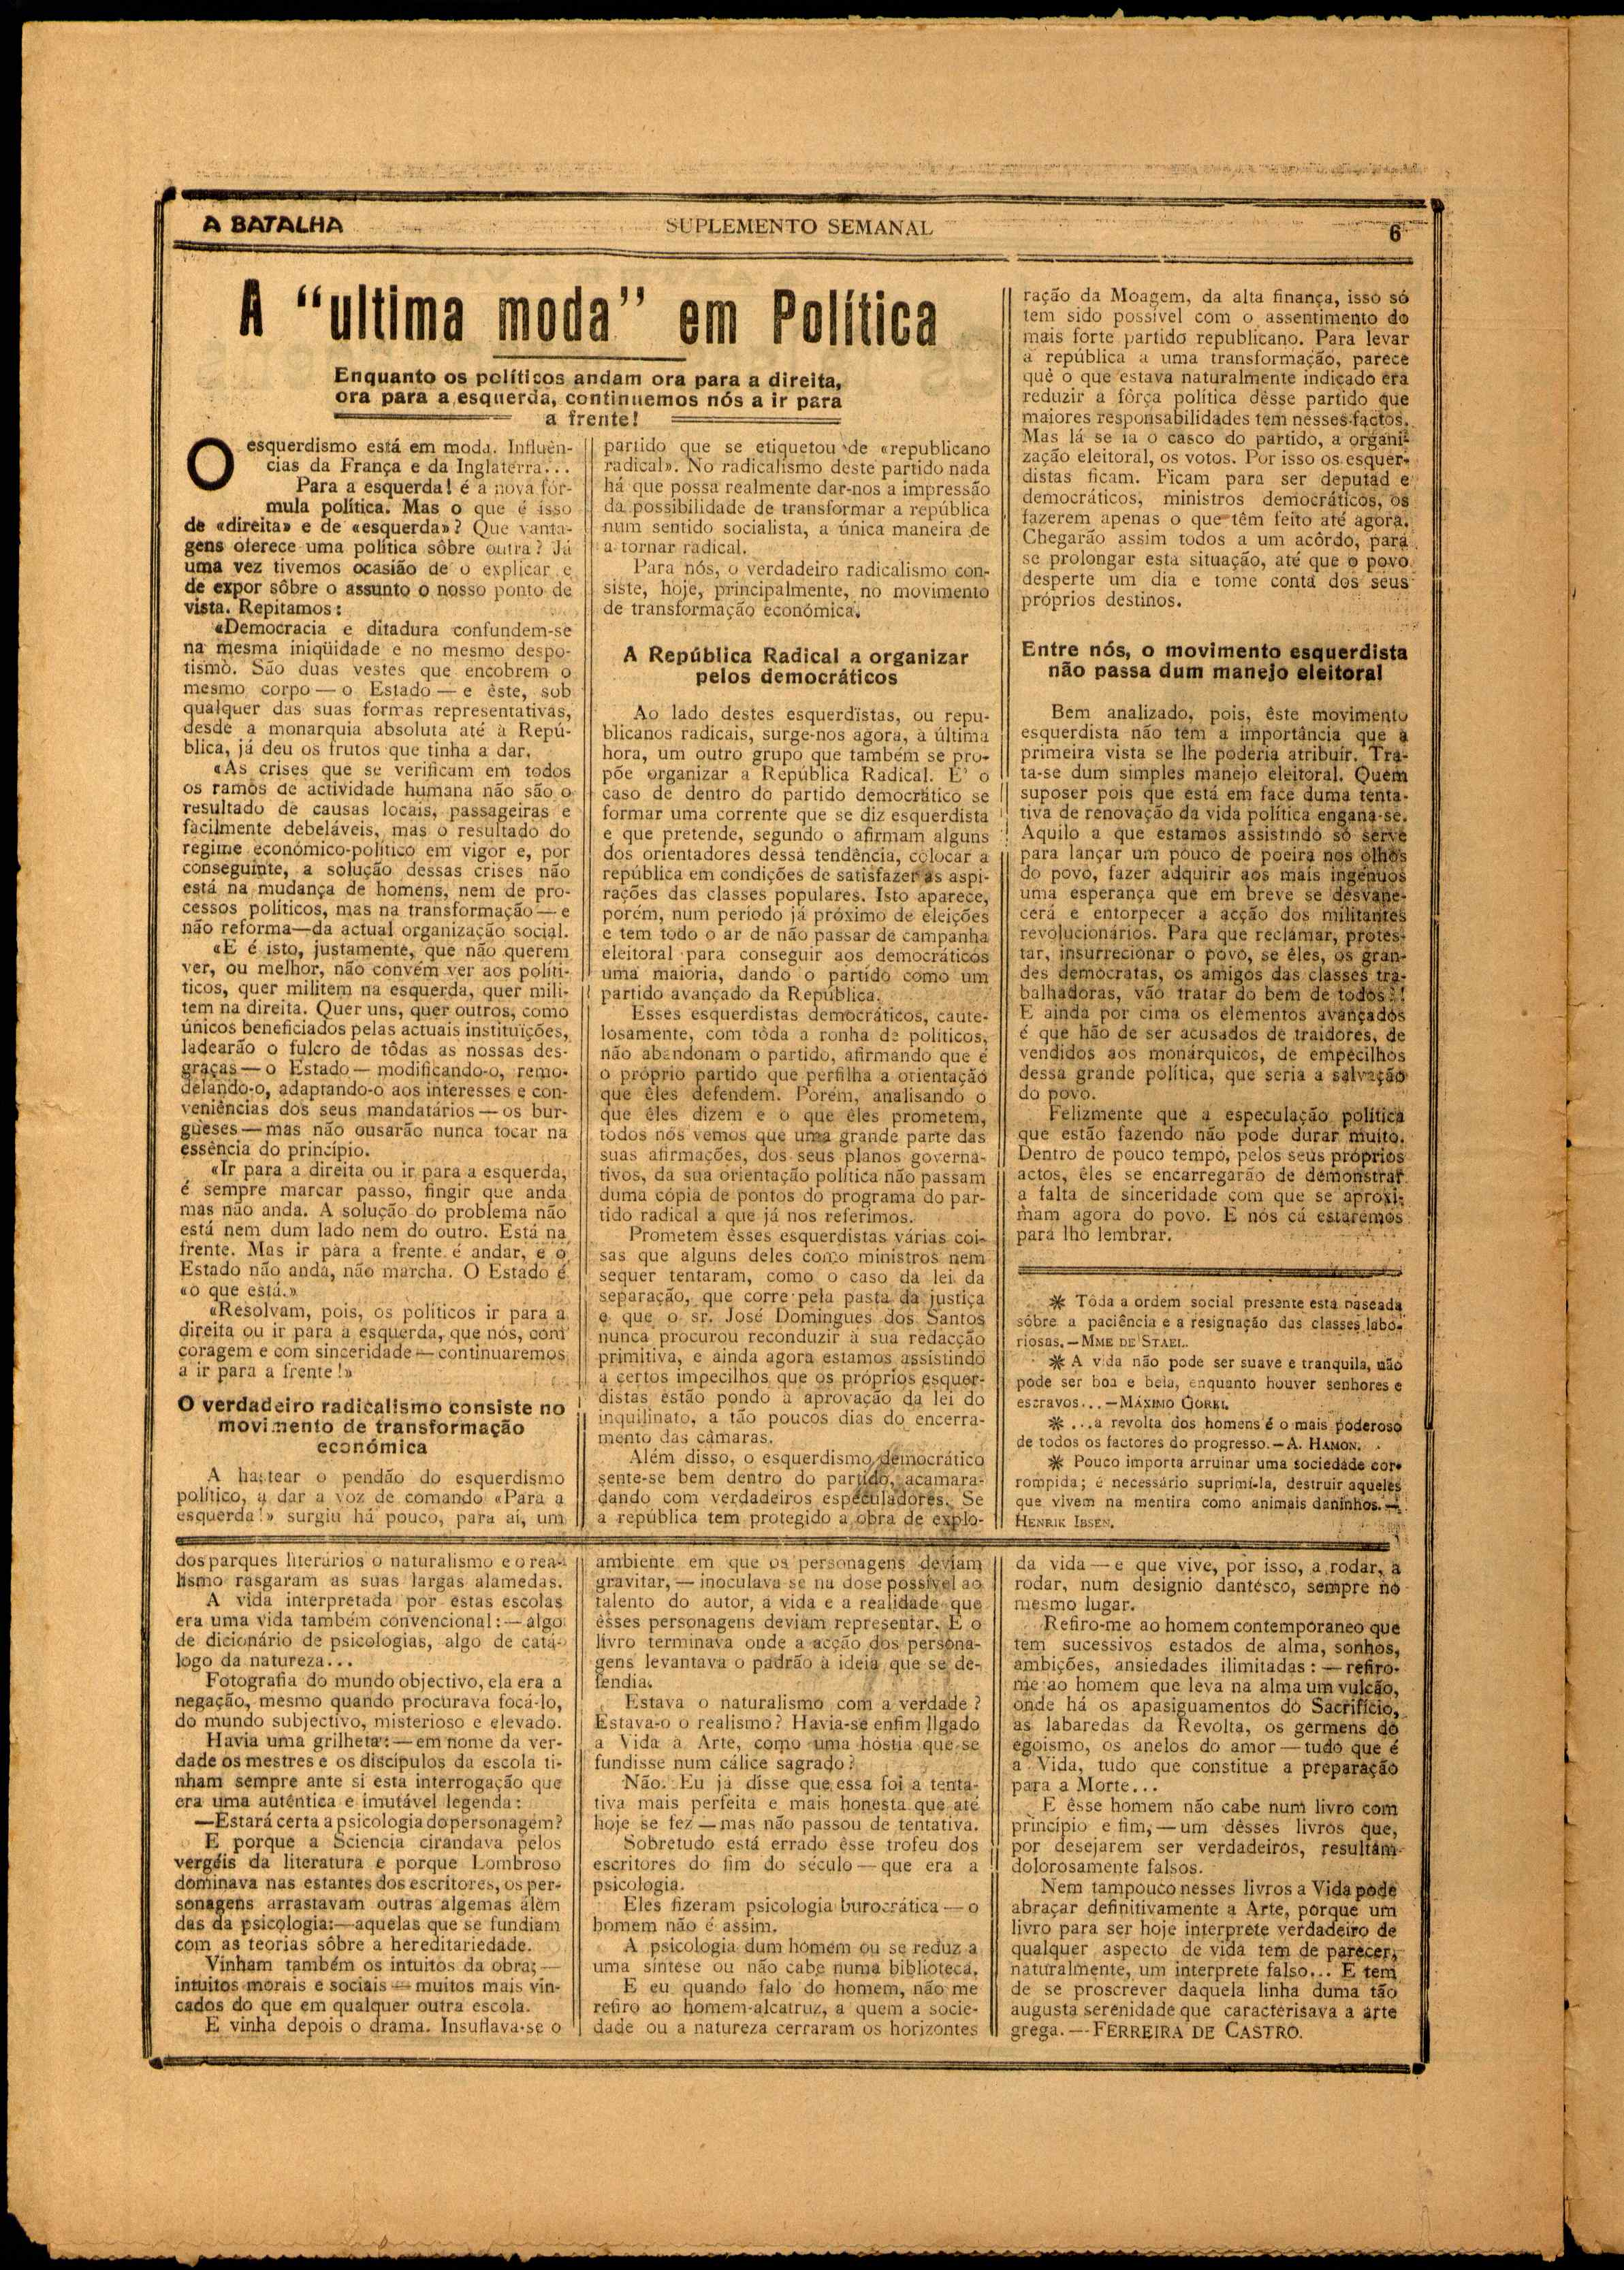 A BATALHA
SUPLEMENTO SEMANAL
6
A “ultima moda” em Política
Enquanto os políticos andam ora para a direita,
ora para a esquerda, continuemos nós a ir para
a frente!
O esquerdismo está em moda. Influên-
cias da França e da Inglaterra...
Para a esquerda! é a nova fór-
mula política. Mas o que é isso
de «direita» e de «esquerda»? Que vanta-
gens oferece uma política sôbre outra? Já
uma vez tivemos ocasião de o explicar e
de expor sôbre o assunto o nosso ponto de
vista. Repitamos:
«Democracia e ditadura confundem-se
na mesma iniqüidade e no mesmo despo-
tismo. São duas vestes que encobrem o
mesmo corpo — o Estado — e êste, sob
qualquer das suas formas representativas,
desde a monarquia absoluta até à Repú-
blica, já deu os frutos que tinha a dar.
«As crises que se verificam em todos
os ramos de actividade humana não são o
resultado de causas locais, passageiras e
fàcilmente debeláveis, mas o resultado do
regime económico-político em vigor e, por
conseguinte, a solução dessas crises não
está na mudança de homens, nem de pro-
cessos políticos, mas na transformação — e
não reforma—da actual organização social.
«E é isto, justamente, que não querem
ver, ou melhor, não convém ver aos políti-
ticos, quer militem na esquerda, quer mili-
tem na direita. Quer uns, quer outros, como
únicos beneficiados pelas actuais instituïções,
ladearão o fulcro de tôdas as nossas des-
graças — o Estado — modificando-o, remo-
delando-o, adaptando-o aos interesses e con-
veniências dos seus mandatários — os bur-
gueses — mas não ousarão nunca tocar na
essência do princípio.
«Ir para a direita ou ir para a esquerda,
é sempre marcar passo, fingir que anda
mas não anda. A solução do problema não
está nem dum lado nem do outro. Está na
frente. Mas ir para a frente é andar, e o
Estado não anda, não marcha. O Estado é
«o que está.»
«Resolvam, pois, os políticos ir para a
direita ou ir para a esquerda, que nós, com
coragem e com sinceridade — continuaremos
a ir para a frente!»
O verdadeiro radicalismo consiste no
movimento de transformação
económica
A hastear o pendão do esquerdismo
político, a dar a voz de comando «Para a
esquerda!» surgiu há pouco, para aí, um
partido que se etiquetou de «republicano
radical». No radicalismo deste partido nada
há que possa realmente dar-nos a impressão
da possibilidade de transformar a república
num sentido socialista, a única maneira de
a tornar radical.
Para nós, o verdadeiro radicalismo con-
siste, hoje, principalmente, no movimento
de transformação económica.
A República Radical a organizar
pelos democráticos
Ao lado destes esquerdistas, ou repu-
blicanos radicais, surge-nos agora, à última
hora, um outro grupo que também se pro-
põe organizar a República Radical. E' o
caso de dentro do partido democrático se
formar uma corrente que se diz esquerdista
e que pretende, segundo o afirmam alguns
dos orientadores dessa tendência, colocar a
república em condições de satisfazer as aspi-
rações das classes populares. Isto aparece,
porém, num período já próximo de eleições
e tem todo o ar de não passar de campanha
eleitoral para conseguir aos democráticos
uma maioria, dando o partido como um
partido avançado da República.
Esses esquerdistas democráticos, caute-
losamente, com tôda a ronha de políticos,
não abandonam o partido, afirmando que é
o próprio partido que perfilha a orientação
que êles defendem. Porém, analisando o
que êles dizem e o que êles prometem,
todos nós vemos que uma grande parte das
suas afirmações, dos seus planos governa-
tivos, da sua orientação política não passam
duma cópia de pontos do programa do par-
tido radical a que já nos referimos.
Prometem êsses esquerdistas várias coi-
sas que alguns deles como ministros nem
sequer tentaram, como o caso da lei da
separação, que corre pela pasta da justiça
e que o sr. José Domingues dos Santos
nunca procurou reconduzir à sua redacção
primitiva, e ainda agora estamos assistindo
a certos impecilhos que os próprios esquer-
distas estão pondo à aprovação da lei do
inquilinato, a tão poucos dias do encerra-
mento das câmaras.
Além disso, o esquerdismo democrático
sente-se bem dentro do partido, acamara-
dando com verdadeiros especuladores. Se
a república tem protegido a obra de explo-
ração da Moagem, da alta finança, isso só
tem sido possível com o assentimento do
mais forte partido republicano. Para levar
a república a uma transformação, parece
que o que estava naturalmente indicado era
reduzir a fôrça política dêsse partido que
maiores responsabilidades tem nesses factos.
Mas lá se ia o casco do partido, a organi-
zação eleitoral, os votos. Por isso os esquer-
distas ficam. Ficam para ser deputad e
democráticos, ministros democráticos, os
fazerem apenas o que têm feito até agora.
Chegarão assim todos a um acôrdo, para
se prolongar esta situação, até que o povo
desperte um dia e tome conta dos seus
próprios destinos.
Entre nós, o movimento esquerdista
não passa dum manejo eleitoral
Bem analizado, pois, êste movimento
esquerdista não tem a importância que à
primeira vista se lhe poderia atribuír. Tra-
ta-se dum simples manejo eleitoral. Quem
suposer pois que está em face duma tenta-
tiva de renovação da vida política engana-se.
Aquilo a que estamos assistindo só serve
para lançar um pouco de poeira nos olhos
do povo, fazer adquirir aos mais ingénuos
uma esperança que em breve se desvane-
cerá e entorpecer a acção dos militantes
revolucionários. Para que reclamar, protes-
tar, insurrecionar o povo, se êles, os gran-
des democratas, os amigos das classes tra-
balhadoras, vão tratar do bem de todos?!
E ainda por cima os elementos avançados
é que hão de ser acusados de traidores, de
vendidos aos monárquicos, de empecilhos
dessa grande política, que seria a salvação
do povo.
Felizmente que a especulação política
que estão fazendo não pode durar muito.
Dentro de pouco tempo, pelos seus próprios
actos, êles se encarregarão de demonstrar
a falta de sinceridade com que se aproxi-
mam agora do povo. E nós cá estaremos
para lho lembrar.
✻ Tôda a ordem social presente está baseada
sôbre a paciência e a resignação das classes labo-
riosas. — MME DE STAEL.
✻ A vida não pode ser suave e tranquila, não
pode ser boa e bela, enquanto houver senhores e
escravos... — MÁXIMO GORKI.
✻ ...a revolta dos homens é o mais poderoso
de todos os factores do progresso. — A. HAMON.
✻ Pouco importa arruinar uma sociedade cor-
rompida; é necessário suprimí-la, destruir aqueles
que vivem na mentira como animais daninhos. —
HENRIK IBSEN.
dos parques literários o naturalismo e o rea-
lismo rasgaram as suas largas alamedas.
A vida interpretada por estas escolas
era uma vida também convencional: — algo
de dicionário de psicologias, algo de catá-
logo da natureza...
Fotografia do mundo objectivo, ela era a
negação, mesmo quando procurava focá-lo,
do mundo subjectivo, misterioso e elevado.
Havia uma grilheta: — em nome da ver-
dade os mestres e os discípulos da escola ti-
nham sempre ante si esta interrogação que
era uma autêntica e imutável legenda:
—Estará certa a psicologia do personagem?
E porque a Sciencia cirandava pelos
vergéis da literatura e porque Lombroso
dominava nas estantes dos escritores, os per-
sonagens arrastavam outras algemas além
das da psicologia:—aquelas que se fundiam
com as teorias sôbre a hereditariedade.
Vinham também os intuitos da obra; —
intuitos morais e sociais — muitos mais vin-
cados do que em qualquer outra escola.
E vinha depois o drama. Insuflava-se o
ambiente em que os personagens deviam
gravitar, — inoculava-se na dose possível ao
talento do autor, a vida e a realidade que
êsses personagens deviam representar. E o
livro terminava onde a acção dos persona-
gens levantava o padrão à ideia que se de-
fendia.
Estava o naturalismo com a verdade?
Estava-o o realismo? Havia-se enfim ligado
a Vida à Arte, como uma hóstia que se
fundisse num cálice sagrado?
Não. Eu já disse que essa foi a tenta-
tiva mais perfeita e mais honesta que até
hoje se fez — mas não passou de tentativa.
Sobretudo está errado êsse trofeu dos
escritores do fim do século — que era a
psicologia.
Eles fizeram psicologia burocrática — o
homem não é assim.
A psicologia dum homem ou se reduz a
uma síntese ou não cabe numa biblioteca.
E eu quando falo do homem, não me
refiro ao homem-alcatruz, a quem a socie-
dade ou a natureza cerraram os horizontes
da vida — e que vive, por isso, a rodar, a
rodar, num desígnio dantesco, sempre no
mesmo lugar.
Refiro-me ao homem contemporaneo que
tem sucessivos estados de alma, sonhos,
ambições, ansiedades ilimitadas: — refiro-
me ao homem que leva na alma um vulcão,
onde há os apasiguamentos do Sacrifício,
as labaredas da Revolta, os germens do
egoismo, os anelos do amor — tudo que é
a Vida, tudo que constitue a preparação
para a Morte...
E êsse homem não cabe num livro com
princípio e fim, — um dêsses livros que,
por desejarem ser verdadeiros, resultam
dolorosamente falsos.
Nem tampouco nesses livros a Vida pode
abraçar definitivamente a Arte, porque um
livro para ser hoje interprete verdadeiro de
qualquer aspecto de vida tem de parecer,
naturalmente, um interprete falso... E tem
de se proscrever daquela linha duma tão
augusta serenidade que caracterisava a arte
grega. — FERREIRA DE CASTRO.